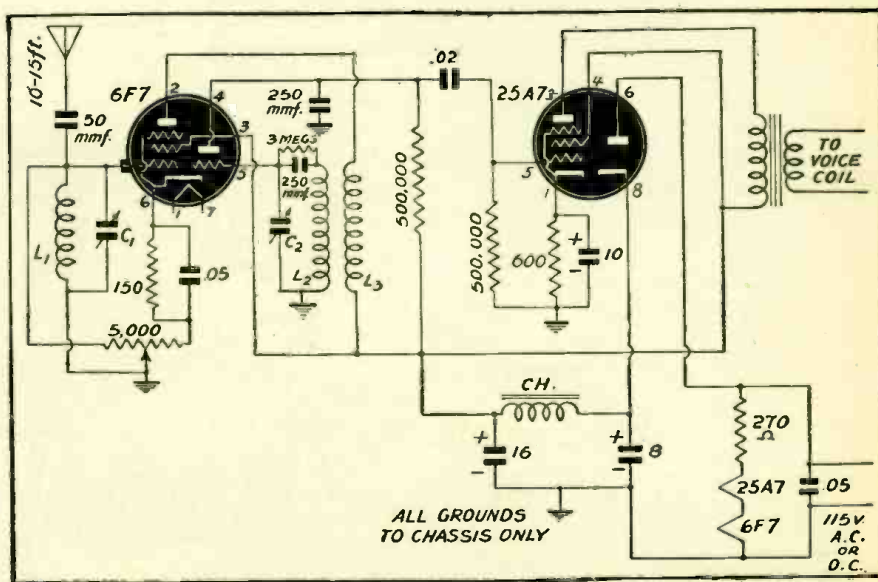 10-15ft.
50
mmf.
6F7
2
4
3
5
6
1
7
L1
C1
150
.05
5,000
250
mmf.
3 MEGS
250
mmf.
C2
L2
L3
500,000
.02
25A7
3
4
6
5
1
8
500,000
600
+
-
10
TO
VOICE
COIL
CH.
+
-
16
+
-
8
270
Ω
25A7
6F7
.05
115v.
A.C.
OR
D.C.
ALL GROUNDS
TO CHASSIS ONLY